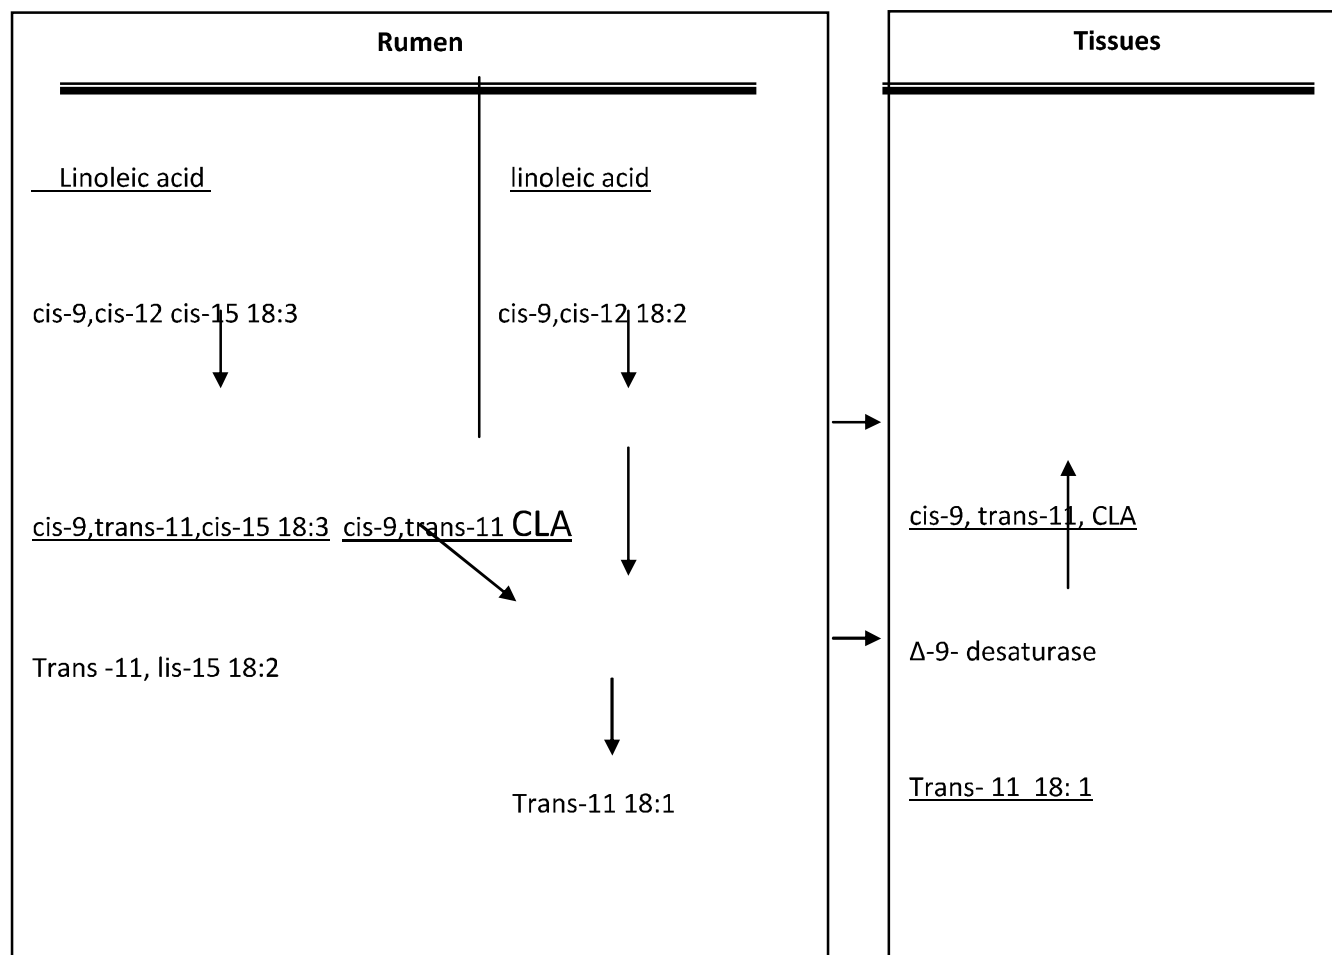 Rumen
Linoleic acid
linoleic acid
cis-9,cis-12 cis-15 18:3
cis-9,cis-12 18:2
cis-9,trans-11,cis-15 18:3
cis-9,trans-11 CLA
Trans -11, lis-15 18:2
Trans-11 18:1
Tissues
cis-9, trans-11, CLA
Δ-9- desaturase
Trans- 11 18: 1